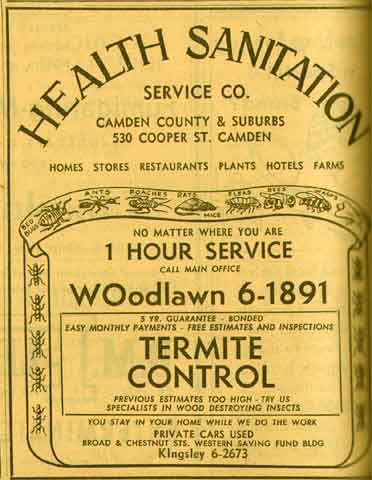 HEALTH SANITATION
SERVICE CO.
CAMDEN COUNTY & SUBURBS
530 COOPER ST. CAMDEN
HOMES STORES RESTAURANTS PLANTS HOTELS FARMS
BED BUGS ANTS ROACHES RATS MICE FLEAS BEES WASPS
NO MATTER WHERE YOU ARE
1 HOUR SERVICE
CALL MAIN OFFICE
WOodlawn 6-1891
5 YR. GUARANTEE - BONDED
EASY MONTHLY PAYMENTS - FREE ESTIMATES AND INSPECTIONS
TERMITE
CONTROL
PREVIOUS ESTIMATES TOO HIGH - TRY US
SPECIALISTS IN WOOD DESTROYING INSECTS
YOU STAY IN YOUR HOME WHILE WE DO THE WORK
PRIVATE CARS USED
BROAD & CHESTNUT STS. WESTERN SAVING FUND BLDG
KIngsley 6-2673